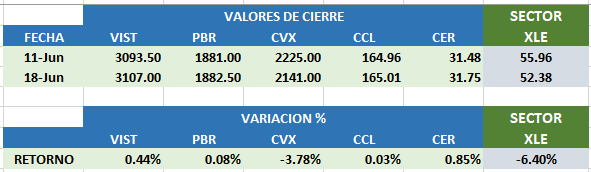 VALORES DE CIERRE SECTOR
FECHA VIST PBR CVX CCL CER XLE
11-Jun 3093.50 1881.00 2225.00 164.96 31.48 55.96
18-Jun 3107.00 1882.50 2141.00 165.01 31.75 52.38
VARIACION % SECTOR
VIST PBR CVX CCL CER XLE
RETORNO 0.44% 0.08% -3.78% 0.03% 0.85% -6.40%